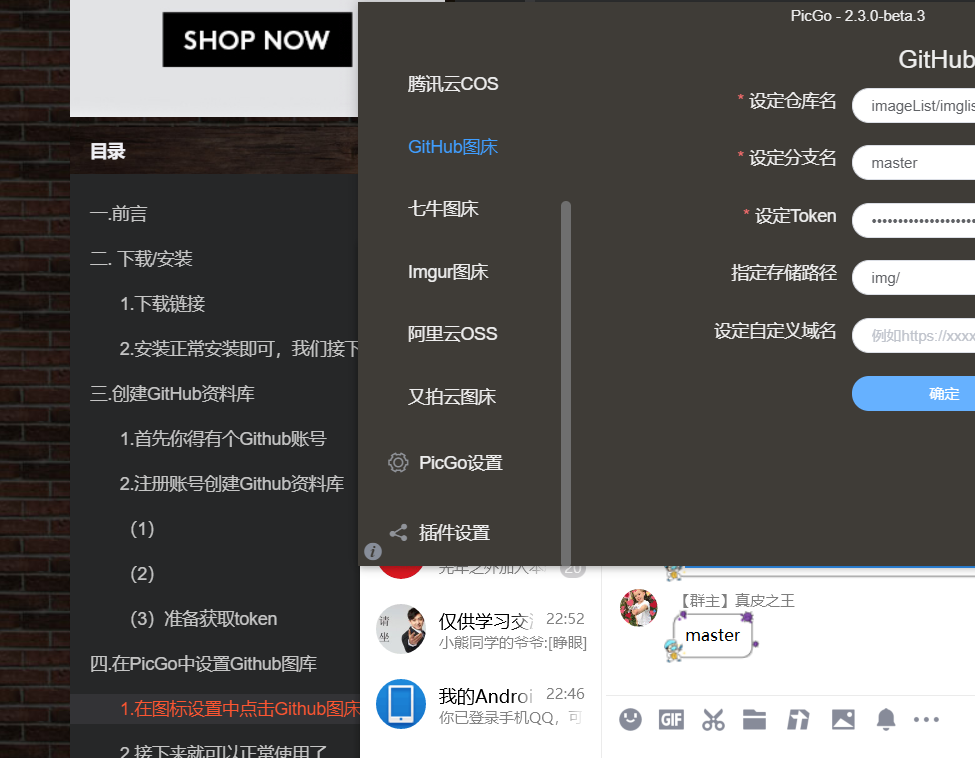 SHOP NOW
目录
一.前言
二. 下载/安装
1.下载链接
2.安装正常安装即可，我们接下
三.创建GitHub资料库
1.首先你得有个Github账号
2.注册账号创建Github资料库
(1)
(2)
(3）准备获取token
四.在PicGo中设置Github图库
1.在图标设置中点击Github图床
2.接下来就可以正常使用了
PicGo - 2.3.0-beta.3
腾讯云COS
GitHub图床
七牛图床
Imgur图床
阿里云OSS
又拍云图床
PicGo设置
插件设置
GitHub
* 设定仓库名
imageList/imglis
* 设定分支名
master
* 设定Token
指定存储路径
img/
设定自定义域名
例如https://xxxx
确定
20
仅供学习交
22:52
小熊同学的爷爷:[睁眼]
我的Androi
22:46
你已登录手机QQ，可
请
坐
【群主】真皮之王
master
GIF